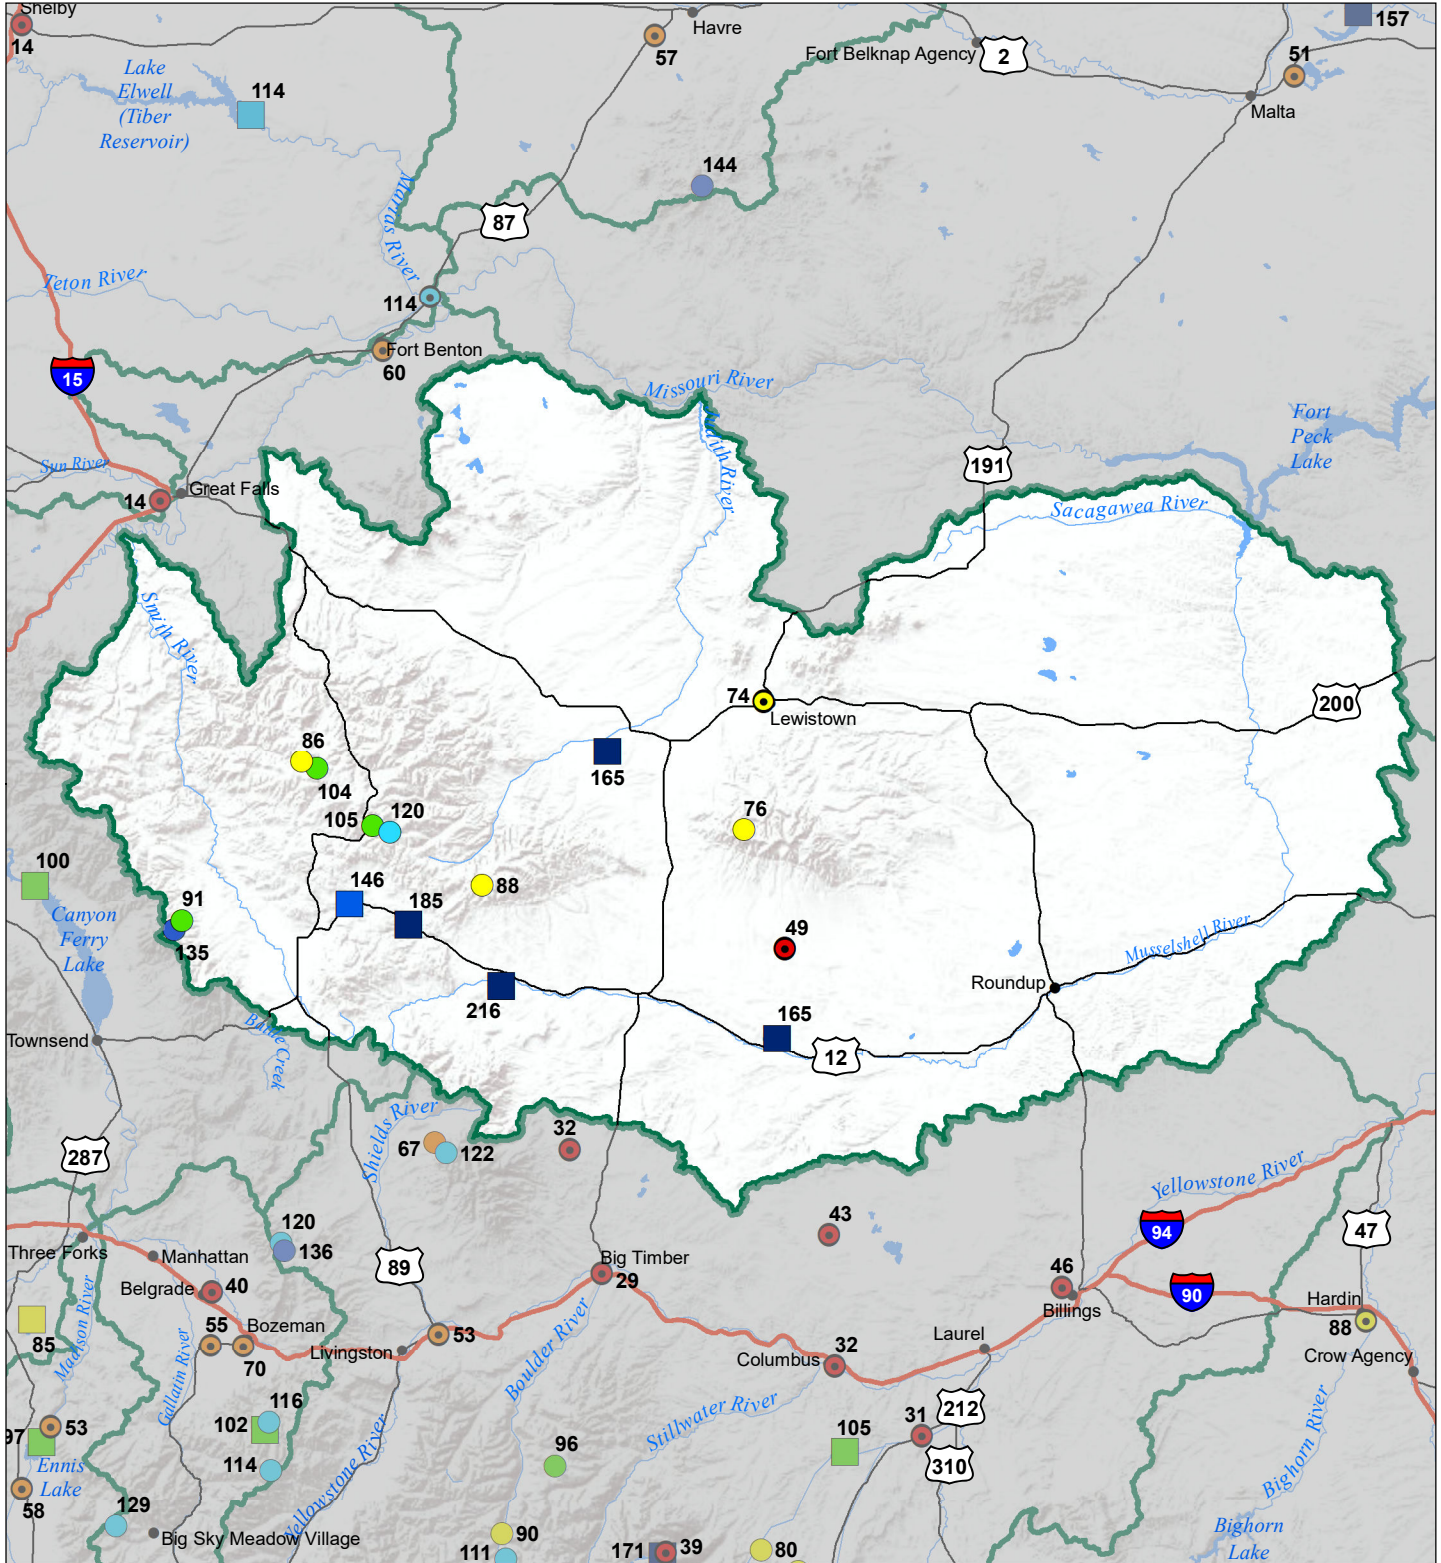 Shelby
14
Havre
57
Fort Belknap Agency
2
157
51
Malta
Lake
Elwell
(Tiber
Reservoir)
114
144
Marias River
87
Teton River
114
Fort Benton
60
15
Missouri River
Judith River
Fort
Peck
Lake
Sun River
14
Great Falls
191
Sacagawea River
Smith River
74
Lewistown
200
86
104
165
105
120
76
100
Canyon
Ferry
Lake
91
135
146
185
88
49
Musselshell River
Roundup
216
165
12
Townsend
Battle Creek
Shields River
67
122
32
287
Yellowstone River
43
94
47
120
136
Three Forks
Manhattan
89
Big Timber
29
Belgrade
40
46
Billings
90
Hardin
88
85
Madison River
55
Bozeman
70
Gallatin River
Livingston
53
Boulder River
Columbus
32
Laurel
Crow Agency
116
102
114
Stillwater River
31
212
105
310
53
97
Ennis
Lake
58
96
Yellowstone River
Bighorn River
129
Big Sky Meadow Village
90
111
171
39
80
Bighorn
Lake